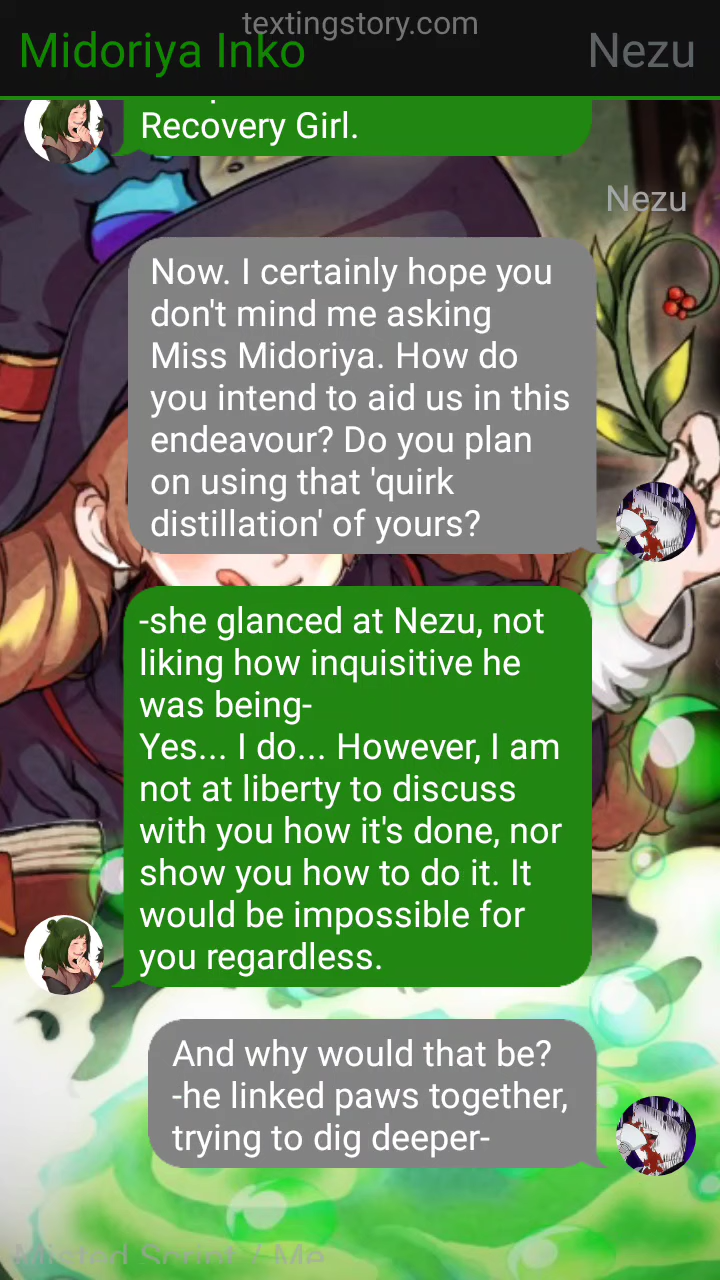 textingstory.com
Midoriya Inko
Nezu
Recovery Girl.
Nezu
Now. I certainly hope you
don't mind me asking
Miss Midoriya. How do
you intend to aid us in this
endeavour? Do you plan
on using that 'quirk
distillation' of yours?
-she glanced at Nezu, not
liking how inquisitive he
was being-
Yes... I do... However, I am
not at liberty to discuss
with you how it's done, nor
show you how to do it. It
would be impossible for
you regardless.
And why would that be?
-he linked paws together,
trying to dig deeper-